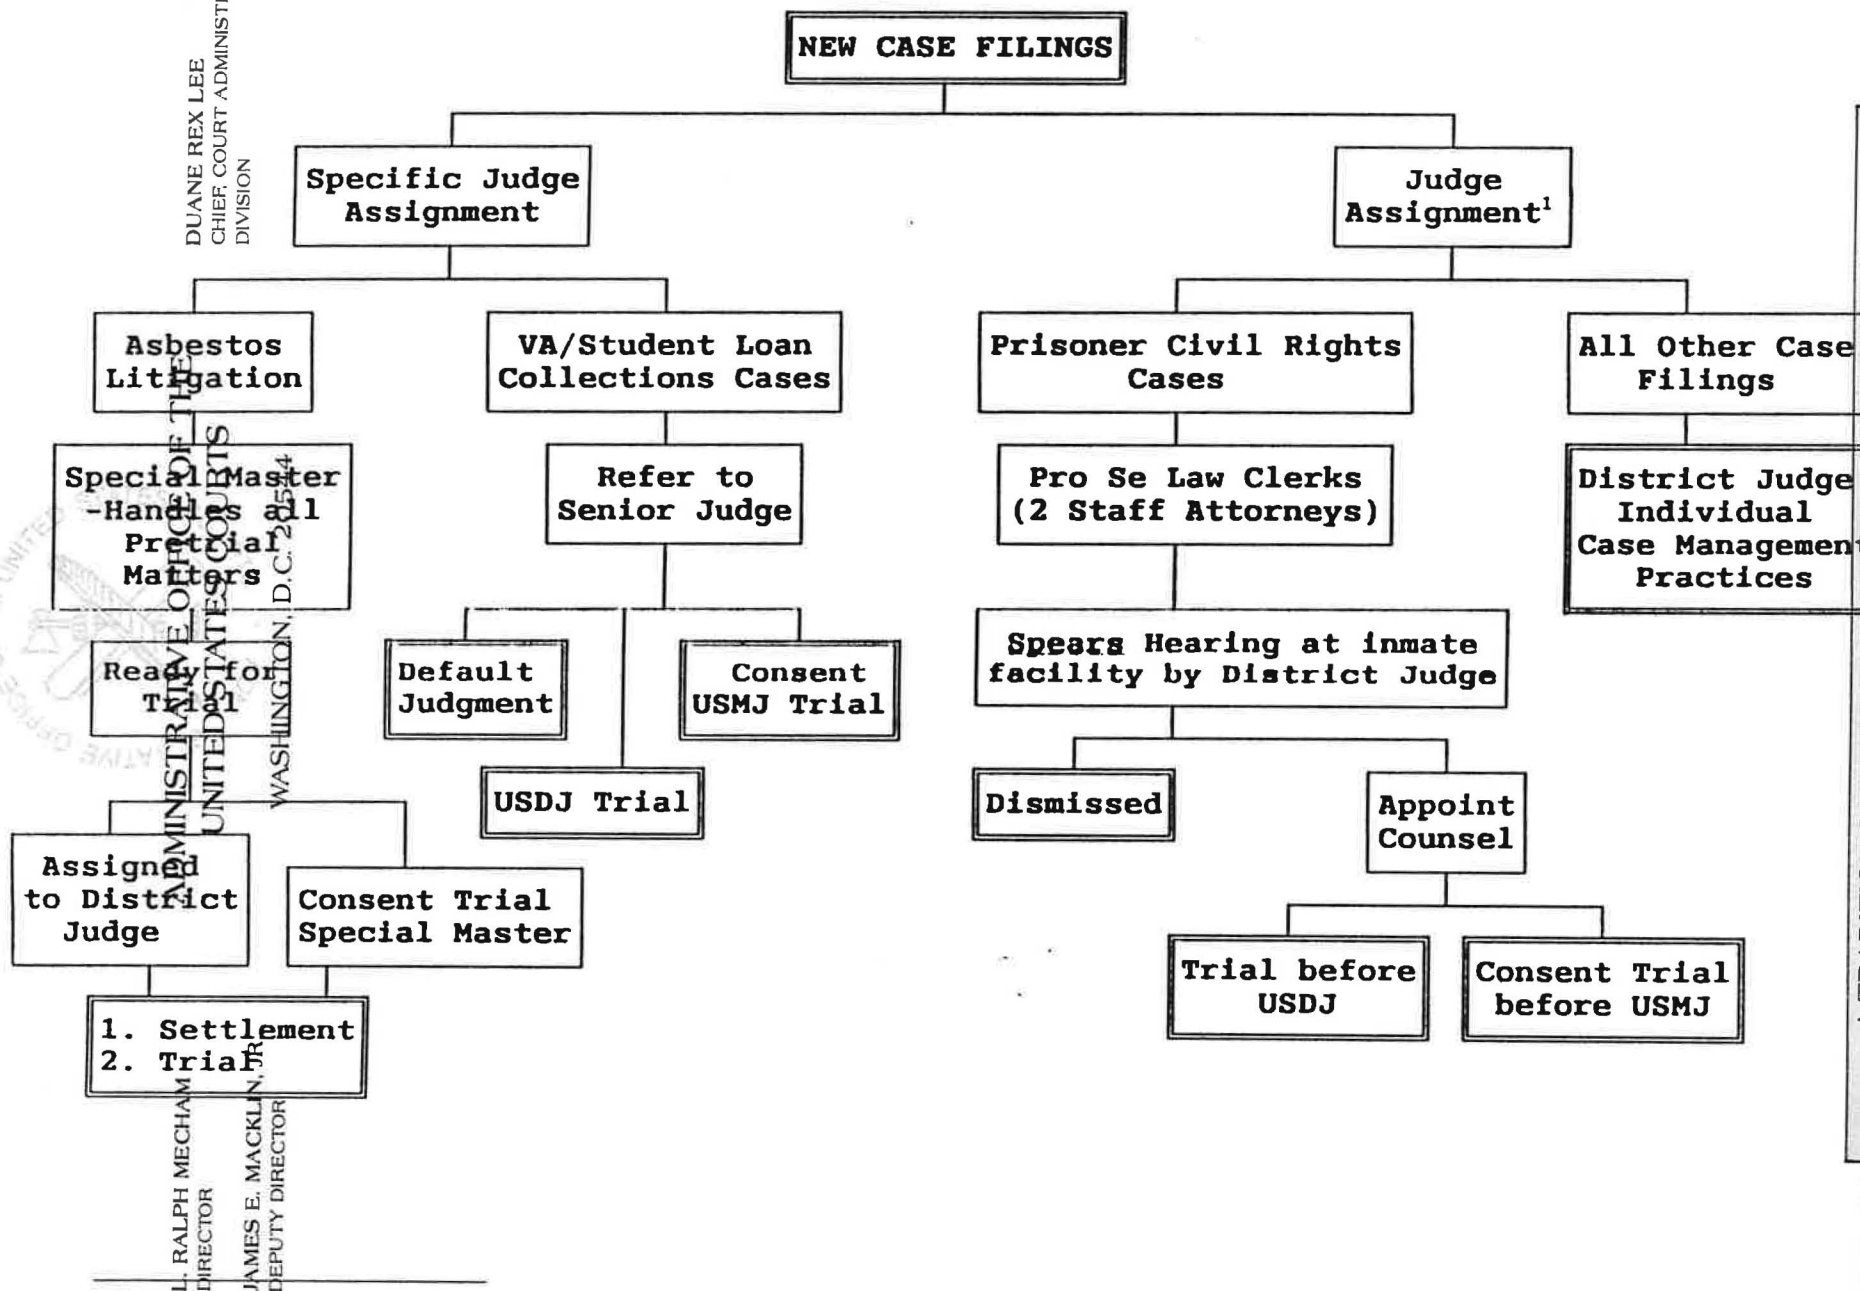 NEW CASE FILINGS
Specific Judge
Assignment
Judge
Assignment¹
Asbestos
Litigation
VA/Student Loan
Collections Cases
Prisoner Civil Rights
Cases
All Other Case
Filings
Special Master
-Handles all
Pretrial
Matters
Refer to
Senior Judge
Pro Se Law Clerks
(2 Staff Attorneys)
District Judge
Individual
Case Management
Practices
Ready for
Trial
Default
Judgment
Consent
USMJ Trial
Spears Hearing at inmate
facility by District Judge
USDJ Trial
Dismissed
Appoint
Counsel
Assigned
to District
Judge
Consent Trial
Special Master
Trial before
USDJ
Consent Trial
before USMJ
1. Settlement
2. Trial
DUANE REX LEE
CHIEF, COURT
DIVISION
ADMINISTRATIVE OFFICE OF THE
UNITED STATES COURTS
WASHINGTON, D.C. 20544
L. RALPH MECHAM
DIRECTOR
JAMES E. MACKLIN, JR
DEPUTY DIRECTOR